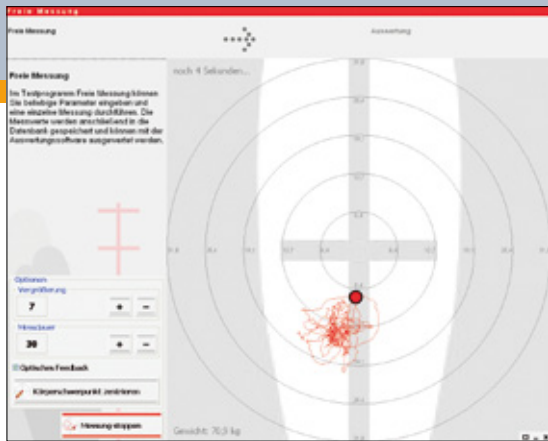 Freie Messung
Freie Messung
Auswertung
noch 4 Sekunden...
Freie Messung
Im Testprogramm Freie Messung können
Sie beliebige Parameter eingeben und
eine einzelne Messung durchführen. Die
Messwerte werden anschließend in die
Datenbank gespeichert und können mit der
Auswertungssoftware ausgewertet werden.
Optionen
Vergrößerung
7
+
-
Messdauer
30
+
-
Optisches Feedback
Körperschwerpunkt zentrieren
Messung stoppen
Gewicht: 70,9 kg